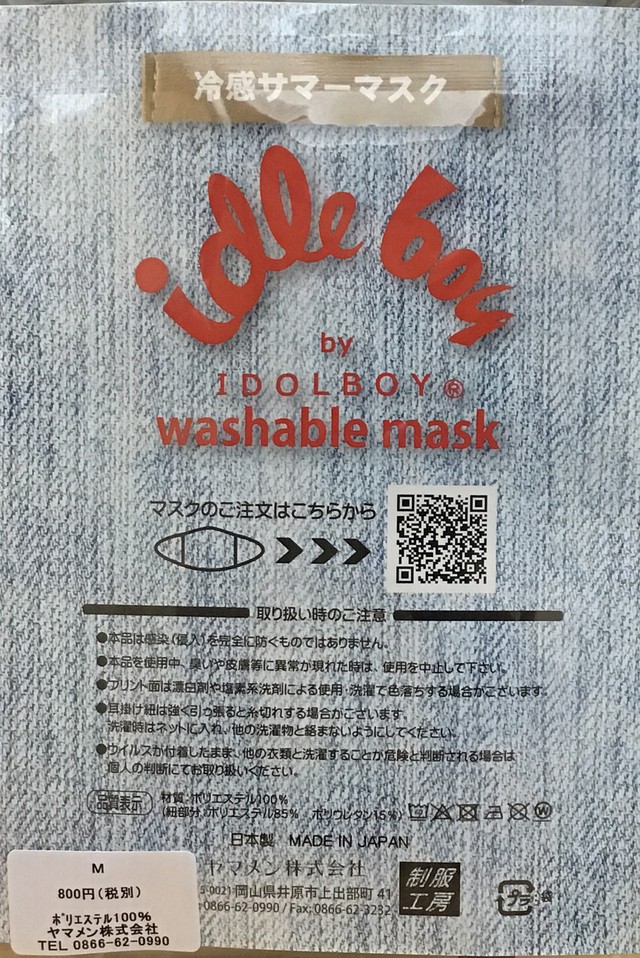 冷感サマーマスク
idle boy
by
IDOLBOY®
washable mask
マスクのご注文はこちらから
取り扱い時のご注意
●本品は感染(侵入)を完全に防ぐものではありません。
●本品を使用中、臭いや皮膚等に異常が現れた時は、使用を中止して下さい。
●プリント面は漂白剤や塩素系洗剤による使用・洗濯で色落ちする場合がございます。
●耳掛け紐は強く引っ張ると糸切れする場合がございます。
洗濯時はネットに入れ、他の洗濯物と絡まないようにしてください。
●ウイルスが付着したまま、他の衣類と洗濯することが危険と判断される場合は
個人の判断にてお取り扱いください。
品質表示
材質:ポリエステル100%
(紐部分:ポリエステル85% ポリウレタン15%)
日本製 MADE IN JAPAN
ヤマメン株式会社
5-0021 岡山県井原市上出部町 41
0866-62-0990 / Fax: 0866-62-3232
制服
工房
プラ
袋
M
800円(税別)
ポリエステル100%
ヤマメン株式会社
TEL 0866-62-0990